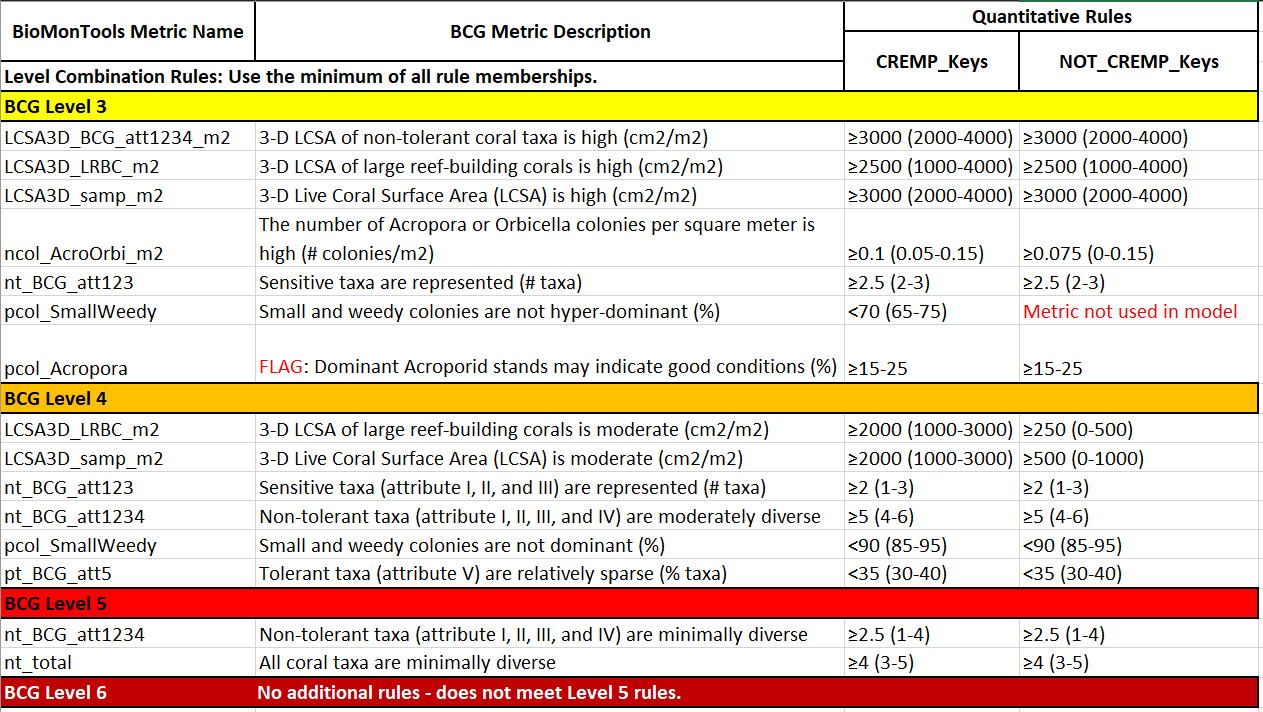 BioMonTools Metric Name BCG Metric Description Quantitative Rules
CREMP_Keys NOT_CREMP_Keys
Level Combination Rules: Use the minimum of all rule memberships.
BCG Level 3
LCSA3D_BCG_att1234_m2 3-D LCSA of non-tolerant coral taxa is high (cm2/m2) ≥3000 (2000-4000) ≥3000 (2000-4000)
LCSA3D_LRBC_m2 3-D LCSA of large reef-building corals is high (cm2/m2) ≥2500 (1000-4000) ≥2500 (1000-4000)
LCSA3D_samp_m2 3-D Live Coral Surface Area (LCSA) is high (cm2/m2) ≥3000 (2000-4000) ≥3000 (2000-4000)
The number of Acropora or Orbicella colonies per square meter is
ncol_AcroOrbi_m2 high (# colonies/m2) ≥0.1 (0.05-0.15) ≥0.075 (0-0.15)
nt_BCG_att123 Sensitive taxa are represented (# taxa) ≥2.5 (2-3) ≥2.5 (2-3)
pcol_SmallWeedy Small and weedy colonies are not hyper-dominant (%) <70 (65-75) Metric not used in model
pcol_Acropora FLAG: Dominant Acroporid stands may indicate good conditions (%) ≥15-25 ≥15-25
BCG Level 4
LCSA3D_LRBC_m2 3-D LCSA of large reef-building corals is moderate (cm2/m2) ≥2000 (1000-3000) ≥250 (0-500)
LCSA3D_samp_m2 3-D Live Coral Surface Area (LCSA) is moderate (cm2/m2) ≥2000 (1000-3000) ≥500 (0-1000)
nt_BCG_att123 Sensitive taxa (attribute I, II, and III) are represented (# taxa) ≥2 (1-3) ≥2 (1-3)
nt_BCG_att1234 Non-tolerant taxa (attribute I, II, III, and IV) are moderately diverse ≥5 (4-6) ≥5 (4-6)
pcol_SmallWeedy Small and weedy colonies are not dominant (%) <90 (85-95) <90 (85-95)
pt_BCG_att5 Tolerant taxa (attribute V) are relatively sparse (% taxa) <35 (30-40) <35 (30-40)
BCG Level 5
nt_BCG_att1234 Non-tolerant taxa (attribute I, II, III, and IV) are minimally diverse ≥2.5 (1-4) ≥2.5 (1-4)
nt_total All coral taxa are minimally diverse ≥4 (3-5) ≥4 (3-5)
BCG Level 6 No additional rules - does not meet Level 5 rules.